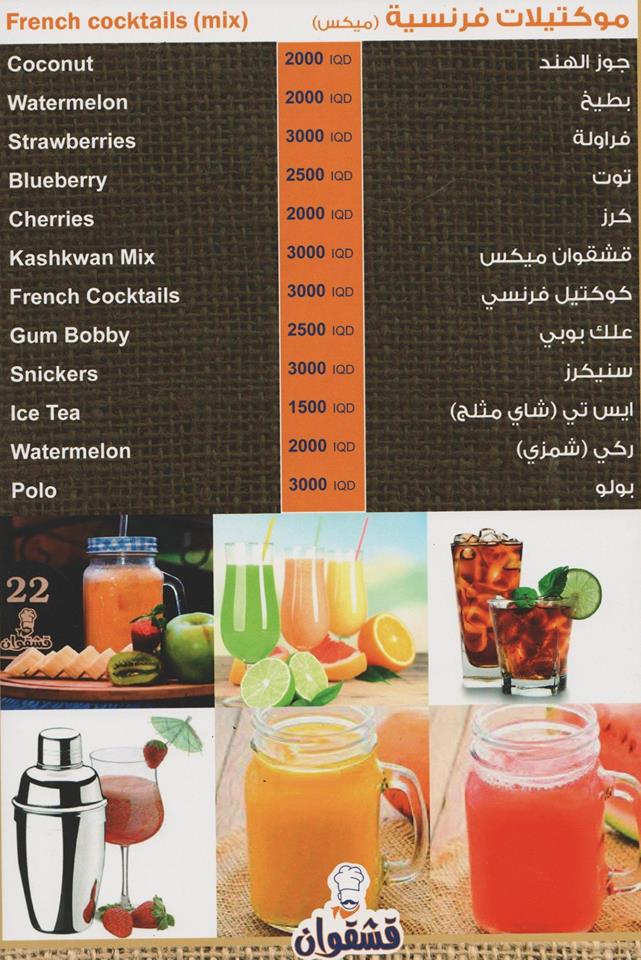 French cocktails (mix) موكتيلات فرنسية (ميكس)
Coconut 2000 IQD جوز الهند
Watermelon 2000 IQD بطيخ
Strawberries 3000 IQD فراولة
Blueberry 2500 IQD توت
Cherries 2000 IQD كرز
Kashkwan Mix 3000 IQD قشقوان ميكس
French Cocktails 3000 IQD كوكتيل فرنسي
Gum Bobby 2500 IQD علك بوبي
Snickers 3000 IQD سنيكرز
Ice Tea 1500 IQD ايس تي (شاي مثلج)
Watermelon 2000 IQD ركي (شمزي)
Polo 3000 IQD بولو
22
قشقوان
قشقوان